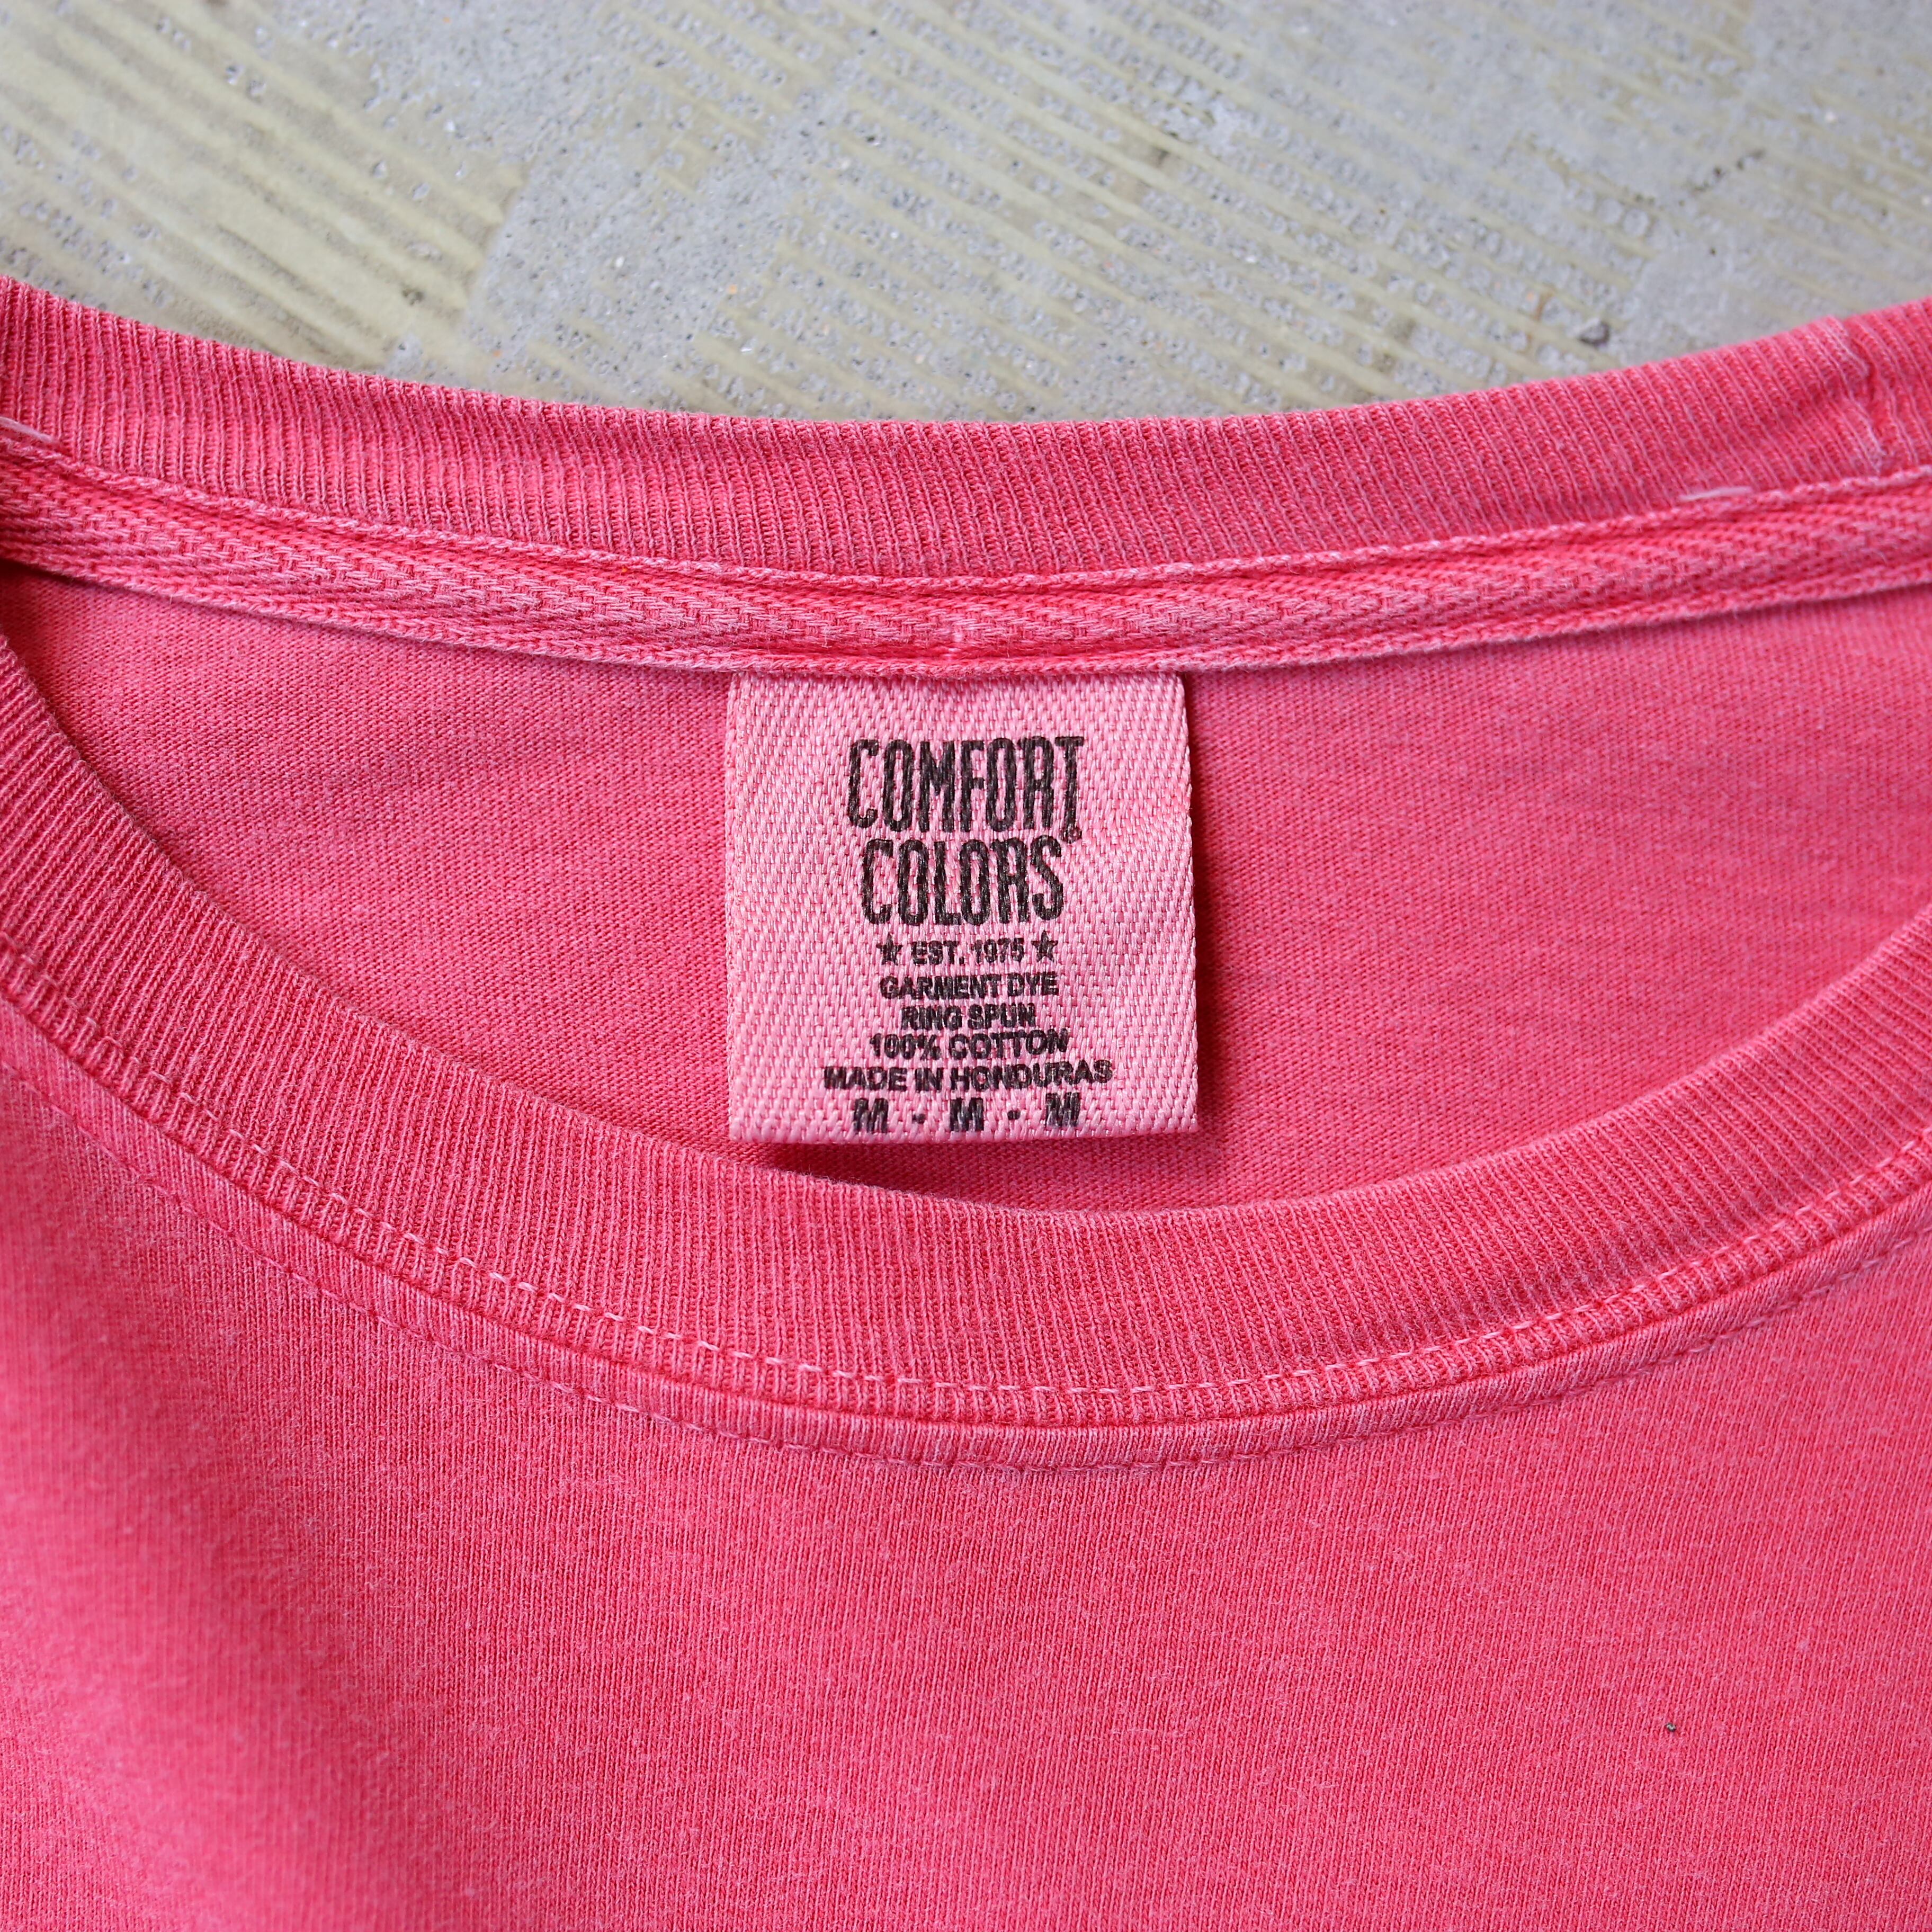 COMFORT
COLORS
★ EST. 1975 ★
GARMENT DYE
RING SPUN
100% COTTON
MADE IN HONDURAS
M · M · M